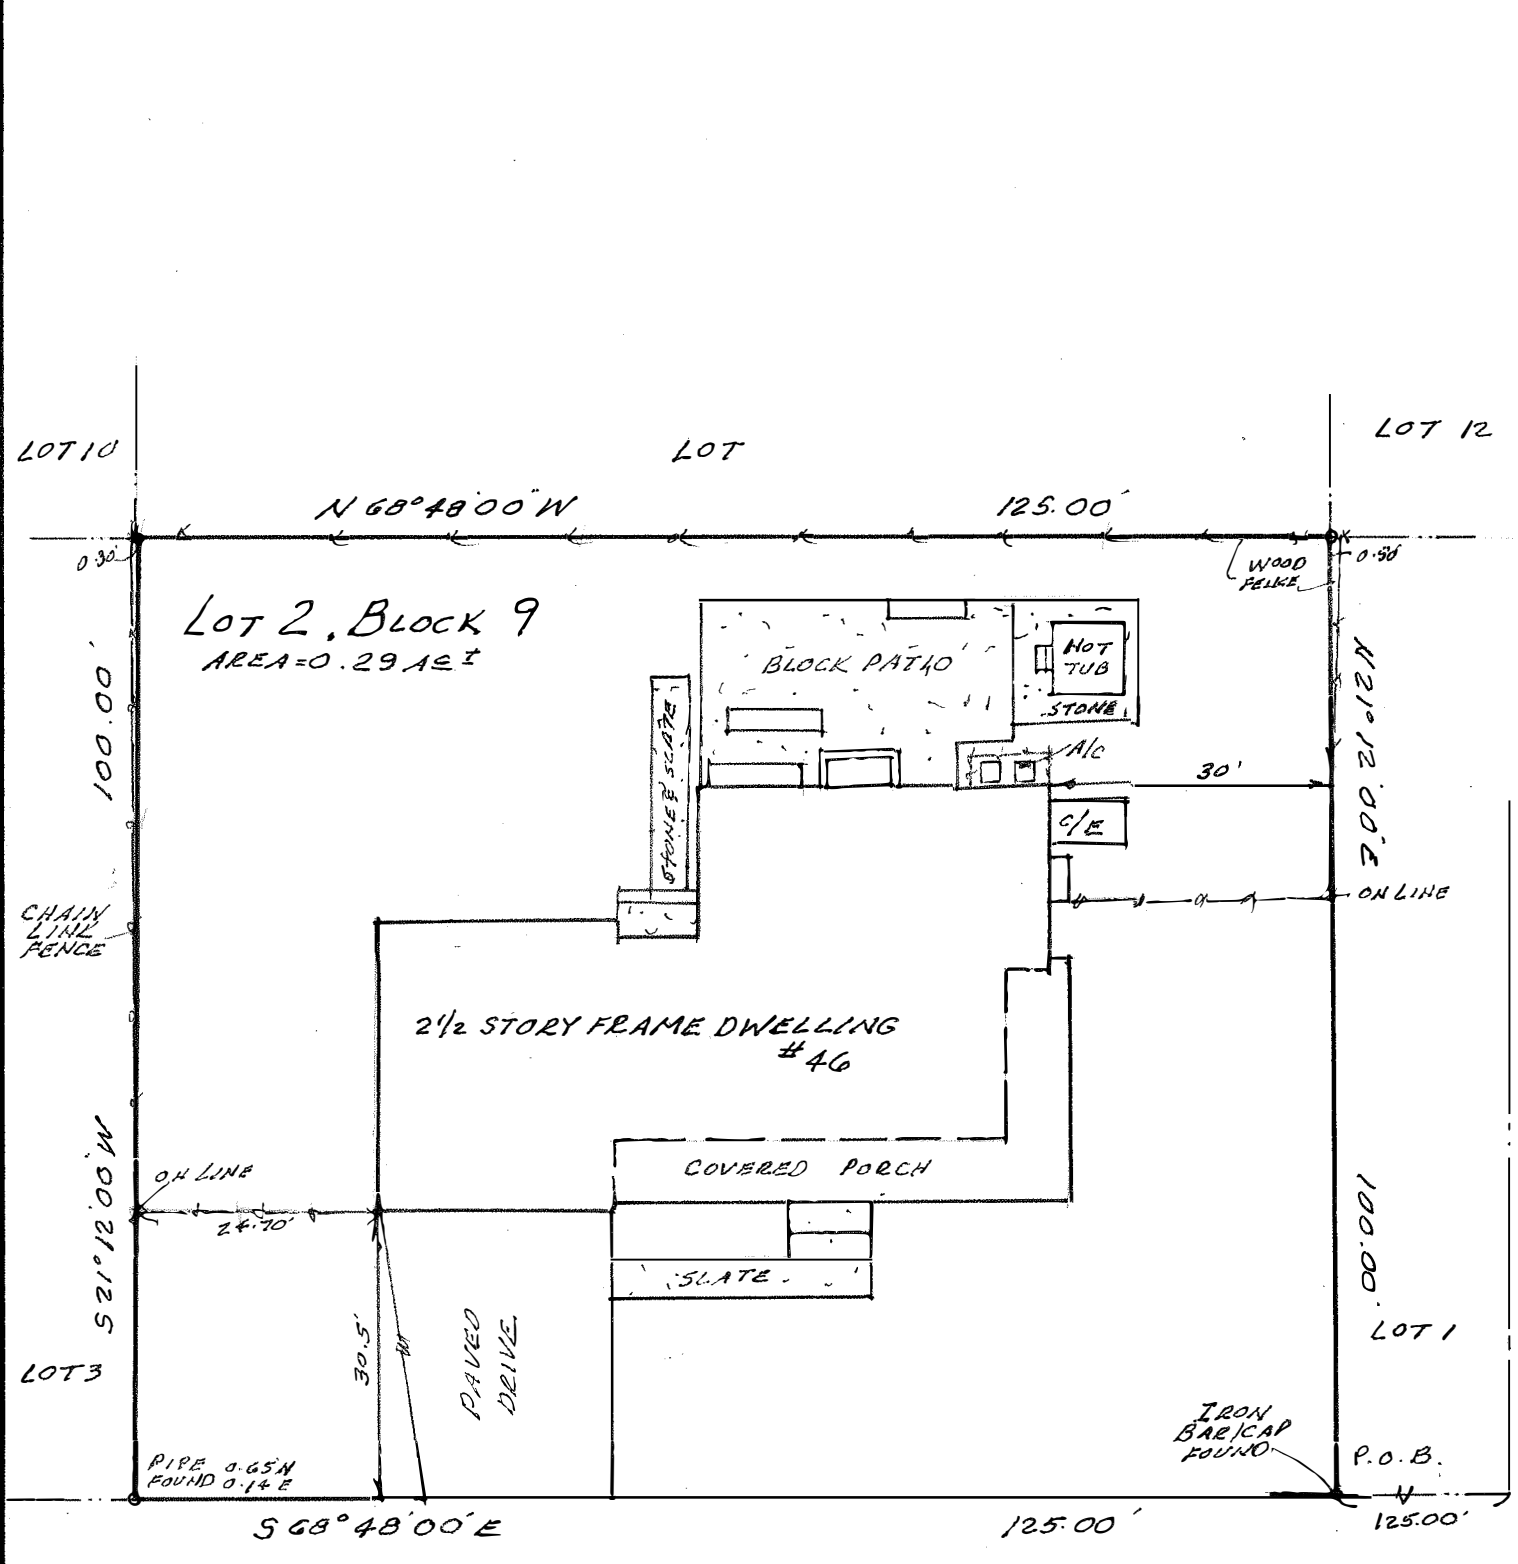 LOT 10
LOT
LOT 12
N 68°48'00" W
125.00'
0.30'
WOOD
FENCE
0.50'
LOT 2, BLOCK 9
AREA=0.29 AC ±
BLOCK PATIO
HOT
TUB
STONE
STONE & SLATE
A/C
30'
C/E
N21°12'00"E
100.00'
ON LINE
CHAIN
LINK
FENCE
2 1/2 STORY FRAME DWELLING
#46
COVERED PORCH
ON LINE
24.70'
S21°12'00"W
100.00'
SLATE
30.5'
PAVED
DRIVE
LOT 3
LOT 1
IRON
BAR/CAP
FOUND
P.O.B.
PIPE 0.65 N
FOUND 0.14 E
S 68°48'00" E
125.00'
125.00'